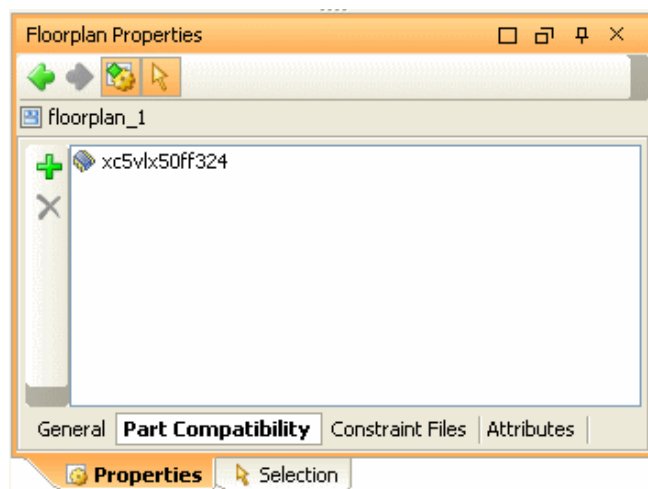 Floorplan Properties
floorplan_1
xc5vlx50ff324
General Part Compatibility Constraint Files Attributes
Properties Selection